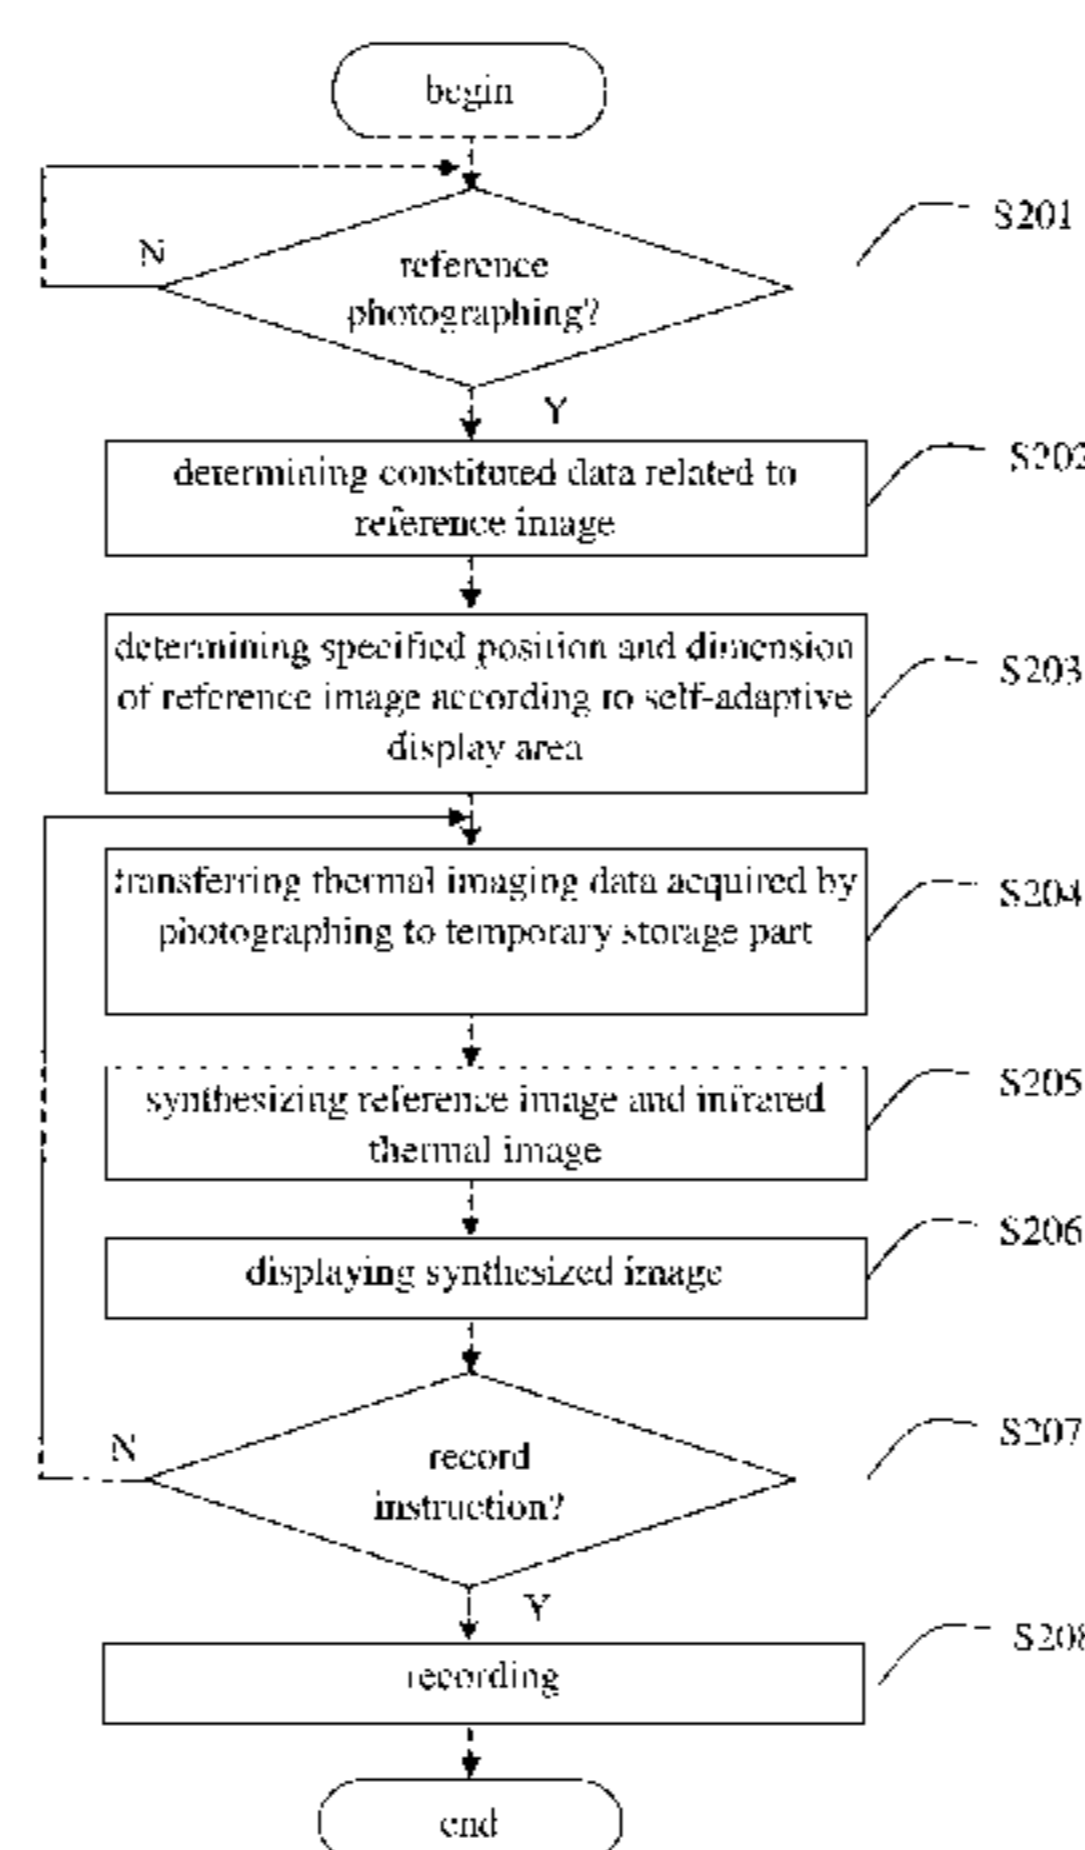 begin
S201
N
reference
photographing?
Y
S202
determining constituted data related to
reference image
determining specified position and dimension
S203
of reference image according to self-adaptive
display area
transferring thermal imaging data acquired by
S204
photographing to temporary storage part
S205
synthesizing reference image and infrared
thermal image
S206
displaying synthesized image
S207
N
record
instruction?
Y
S208
recording
end